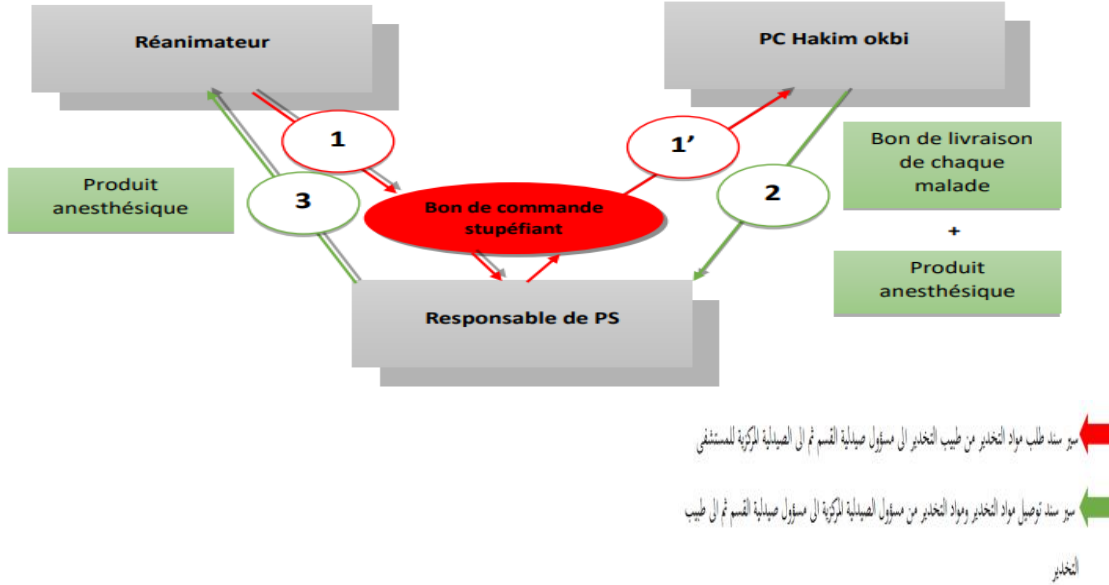 Réanimateur
PC Hakim okbi
1
1’
Bon de livraison
de chaque
malade
Produit
anesthésique
3
2
Bon de commande
stupéfiant
+
Produit
anesthésique
Responsable de PS
سير سند طلب مواد التخدير من طبيب التخدير الى مسؤول صيدلية القسم ثم الى الصيدلية المركزية للمستشفى
سير سند توصيل مواد التخدير ومواد التخدير من مسؤول الصيدلية المركزية الى مسؤول صيدلية القسم ثم الى طبيب
التخدير